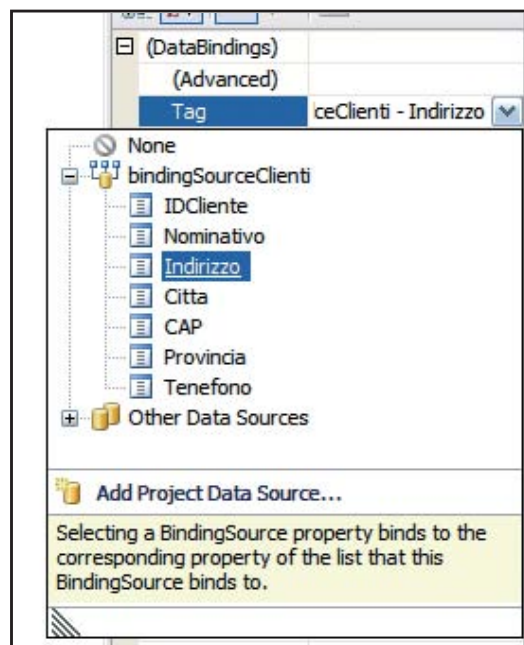 (DataBindings)
(Advanced)
Tag ceClienti - Indirizzo
None
bindingSourceClienti
IDCliente
Nominativo
Indirizzo
Citta
CAP
Provincia
Tenefono
Other Data Sources
Add Project Data Source...
Selecting a BindingSource property binds to the
corresponding property of the list that this
BindingSource binds to.